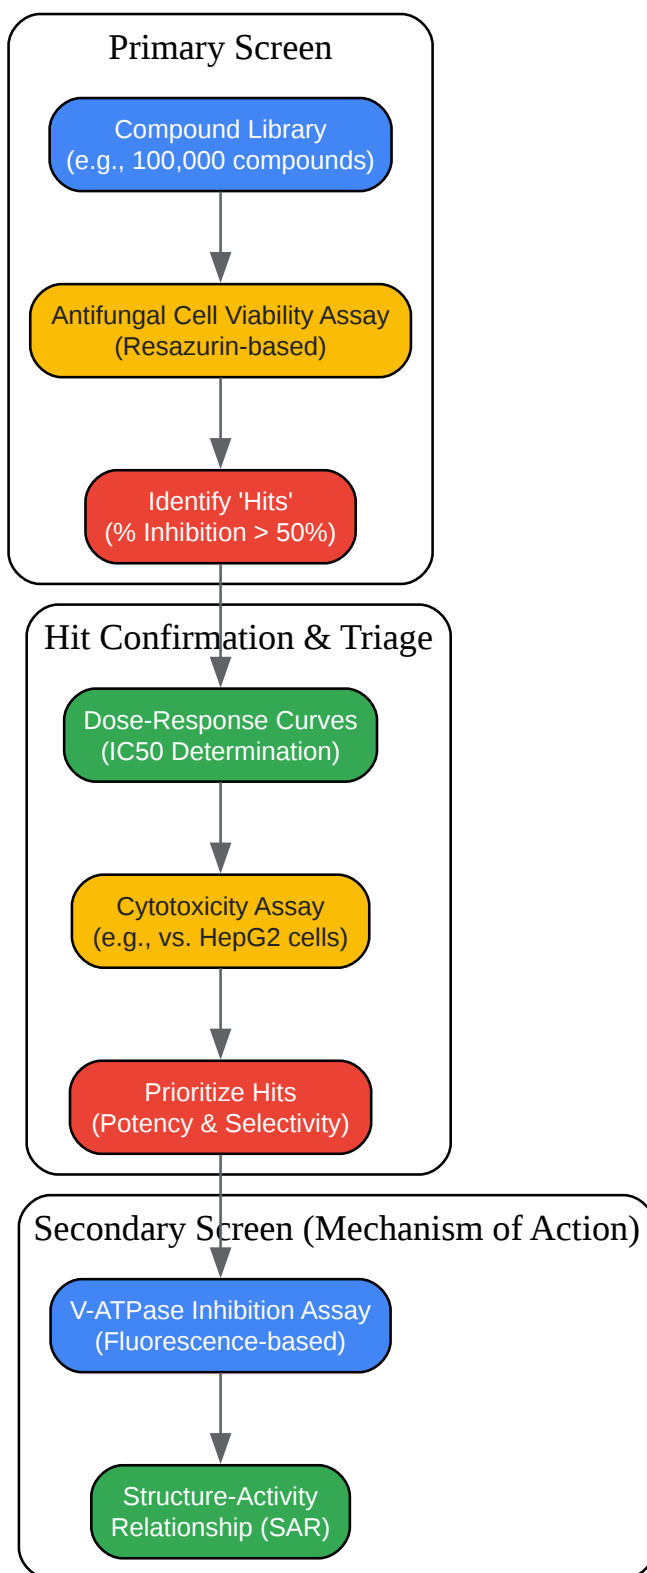 Primary Screen
Compound Library
(e.g., 100,000 compounds)
Antifungal Cell Viability Assay
(Resazurin-based)
Identify 'Hits'
(% Inhibition > 50%)
Hit Confirmation & Triage
Dose-Response Curves
(IC50 Determination)
Cytotoxicity Assay
(e.g., vs. HepG2 cells)
Prioritize Hits
(Potency & Selectivity)
Secondary Screen (Mechanism of Action)
V-ATPase Inhibition Assay
(Fluorescence-based)
Structure-Activity
Relationship (SAR)